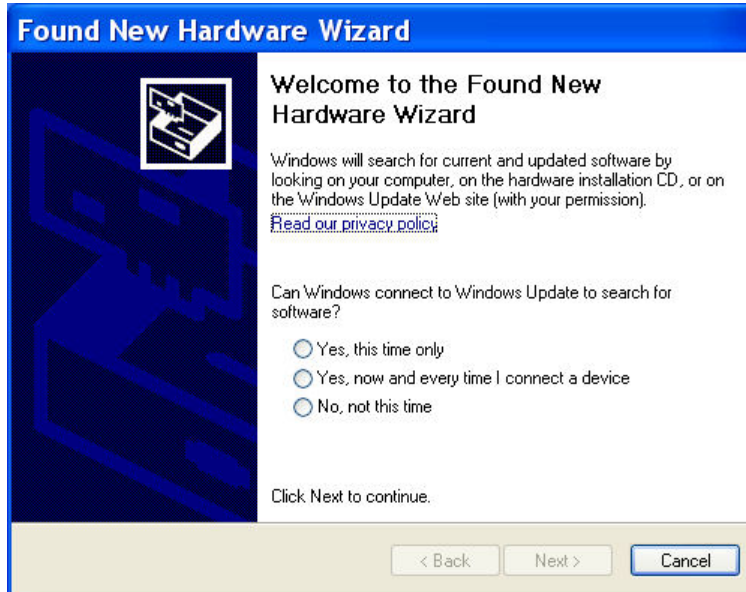 Found New Hardware Wizard
Welcome to the Found New
Hardware Wizard
Windows will search for current and updated software by
looking on your computer, on the hardware installation CD, or on
the Windows Update Web site (with your permission).
Read our privacy policy
Can Windows connect to Windows Update to search for
software?
Yes, this time only
Yes, now and every time I connect a device
No, not this time
Click Next to continue.
< Back Next > Cancel